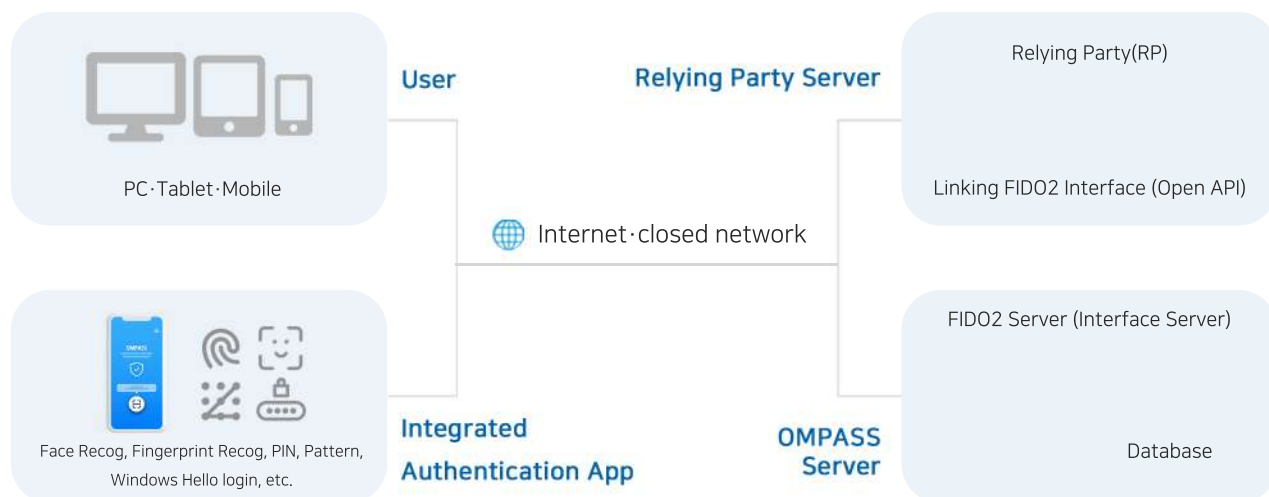 User
Relying Party Server
Relying Party(RP)
PC·Tablet·Mobile
Linking FIDO2 Interface (Open API)
Internet·closed network
FIDO2 Server (Interface Server)
OMPASS
Face Recog, Fingerprint Recog, PIN, Pattern,
Windows Hello login, etc.
Integrated
Authentication App
OMPASS
Server
Database